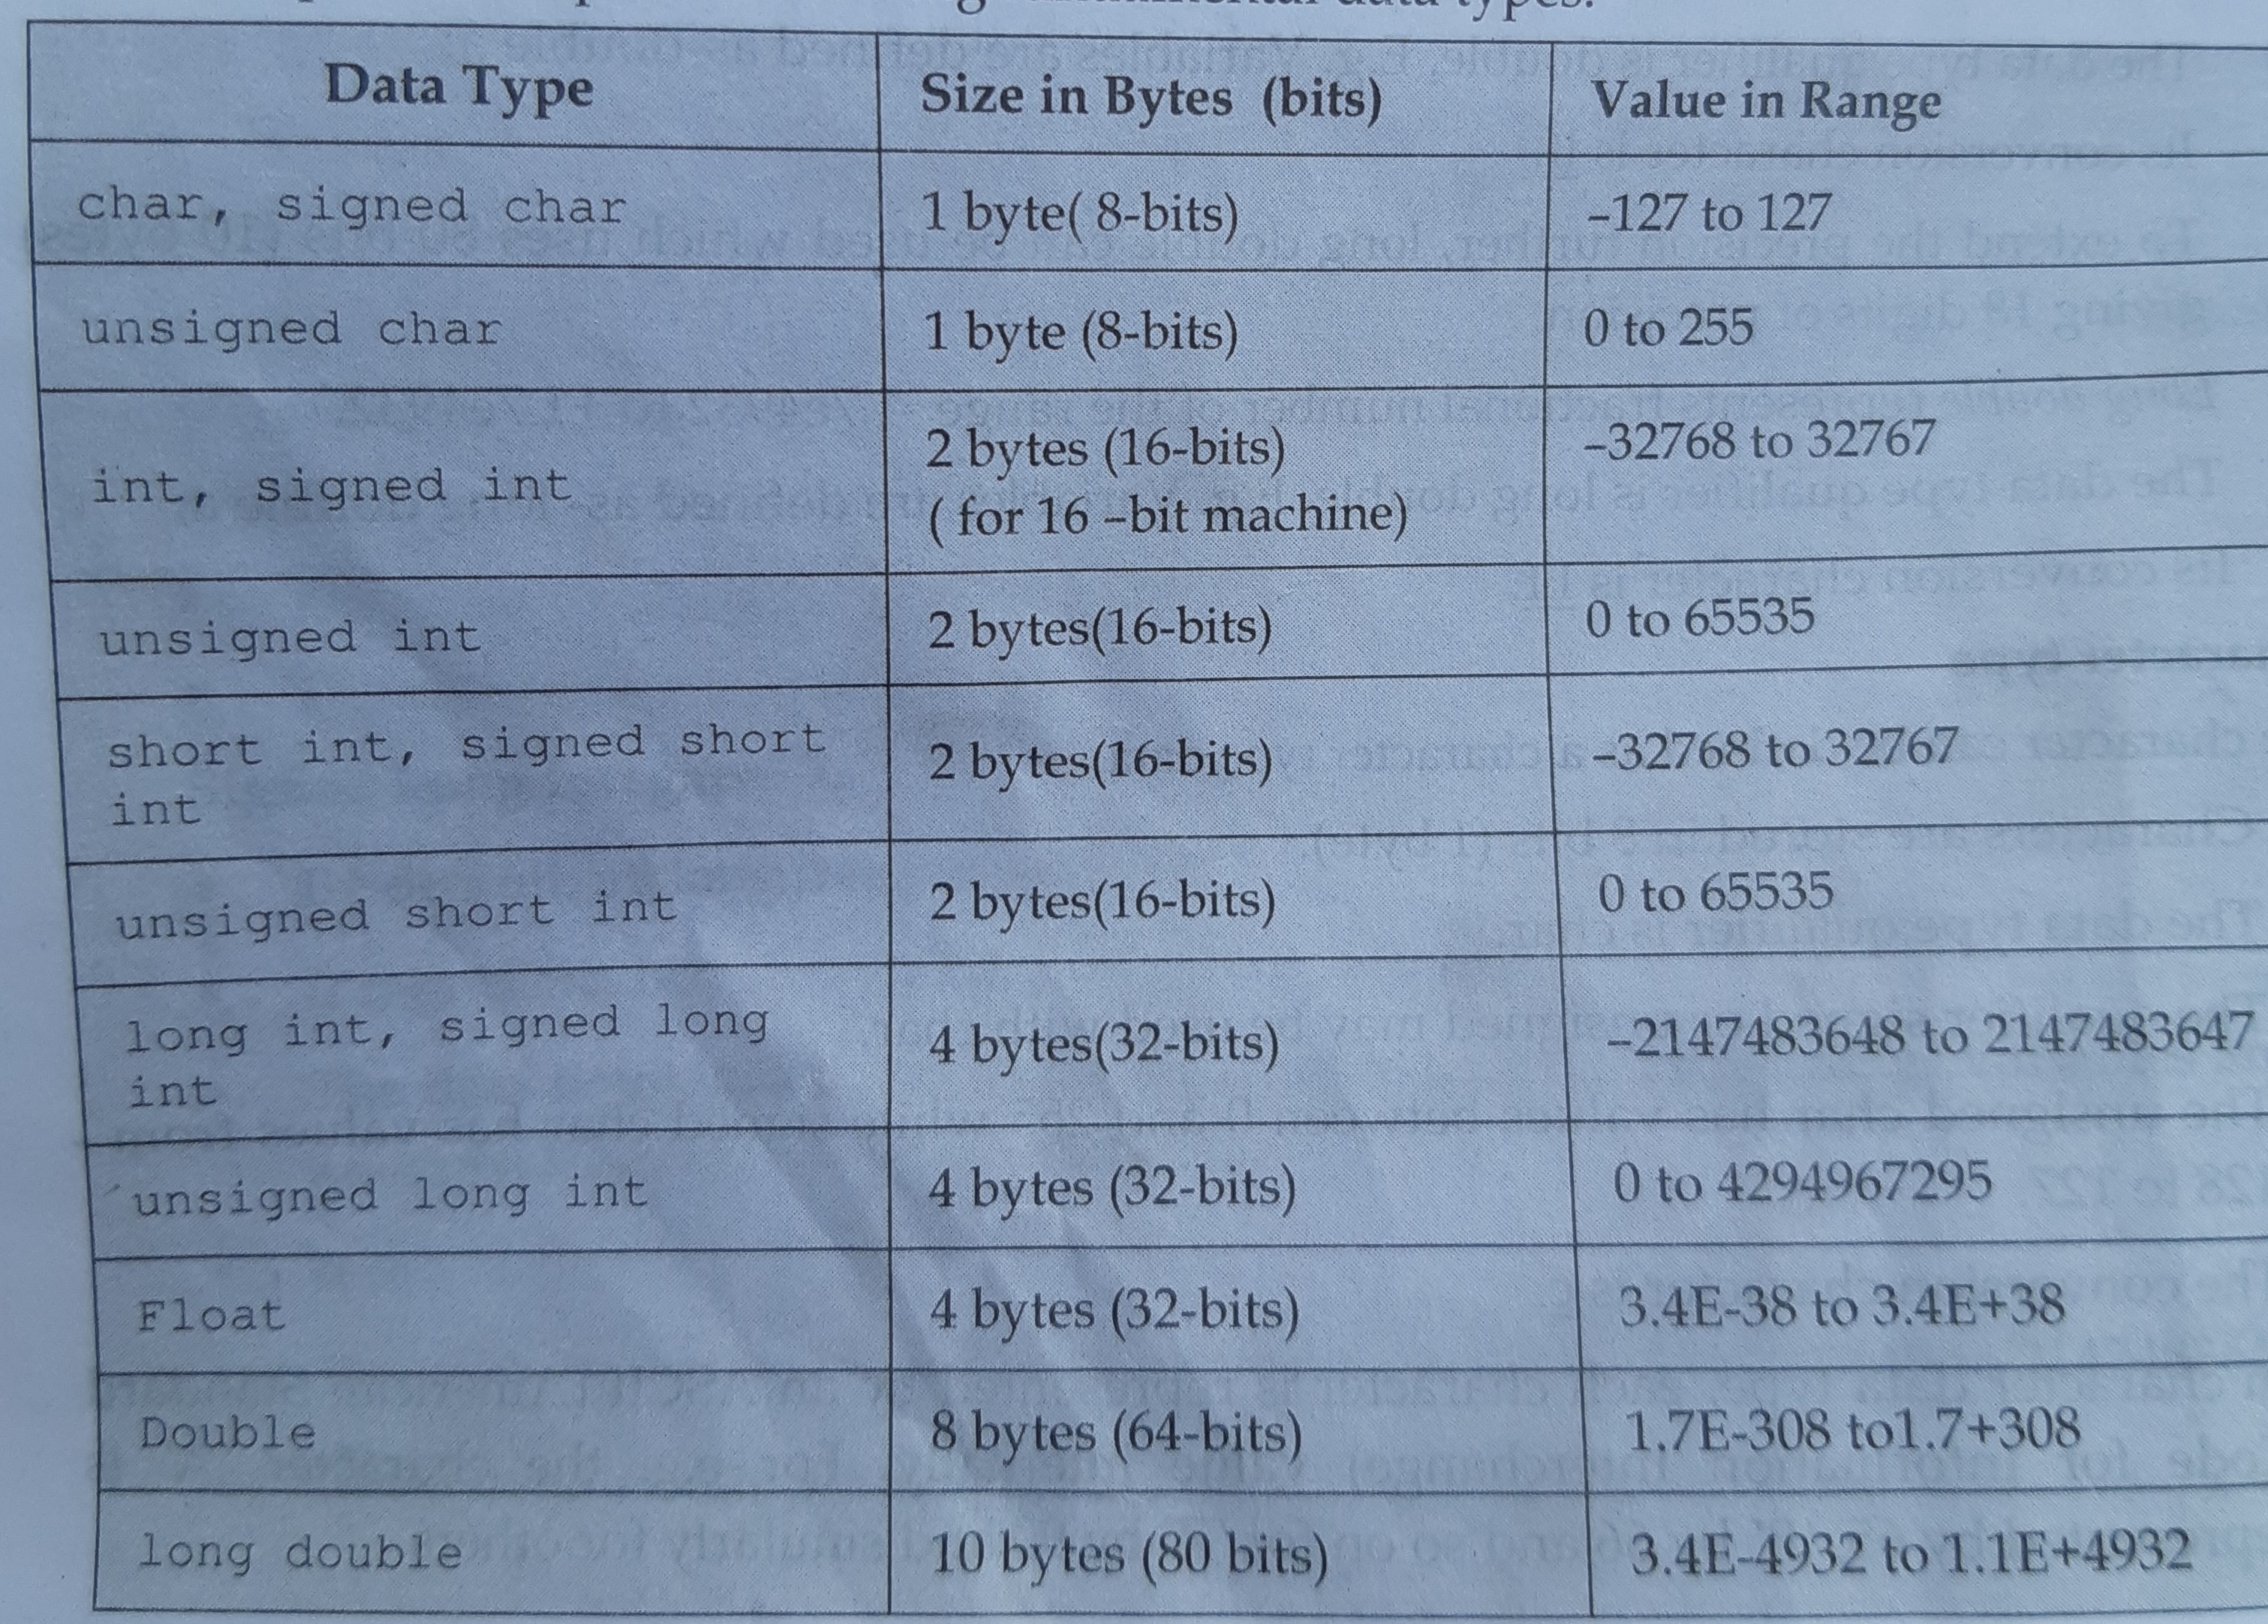 data types.
Data Type Size in Bytes (bits) Value in Range
char, signed char 1 byte( 8-bits) –127 to 127
unsigned char 1 byte (8-bits) 0 to 255
int, signed int 2 bytes (16-bits) –32768 to 32767
( for 16 –bit machine)
unsigned int 2 bytes(16-bits) 0 to 65535
short int, signed short 2 bytes(16-bits) –32768 to 32767
int
unsigned short int 2 bytes(16-bits) 0 to 65535
long int, signed long 4 bytes(32-bits) –2147483648 to 2147483647
int
unsigned long int 4 bytes (32-bits) 0 to 4294967295
Float 4 bytes (32-bits) 3.4E-38 to 3.4E+38
Double 8 bytes (64-bits) 1.7E-308 to1.7+308
long double 10 bytes (80 bits) 3.4E-4932 to 1.1E+4932